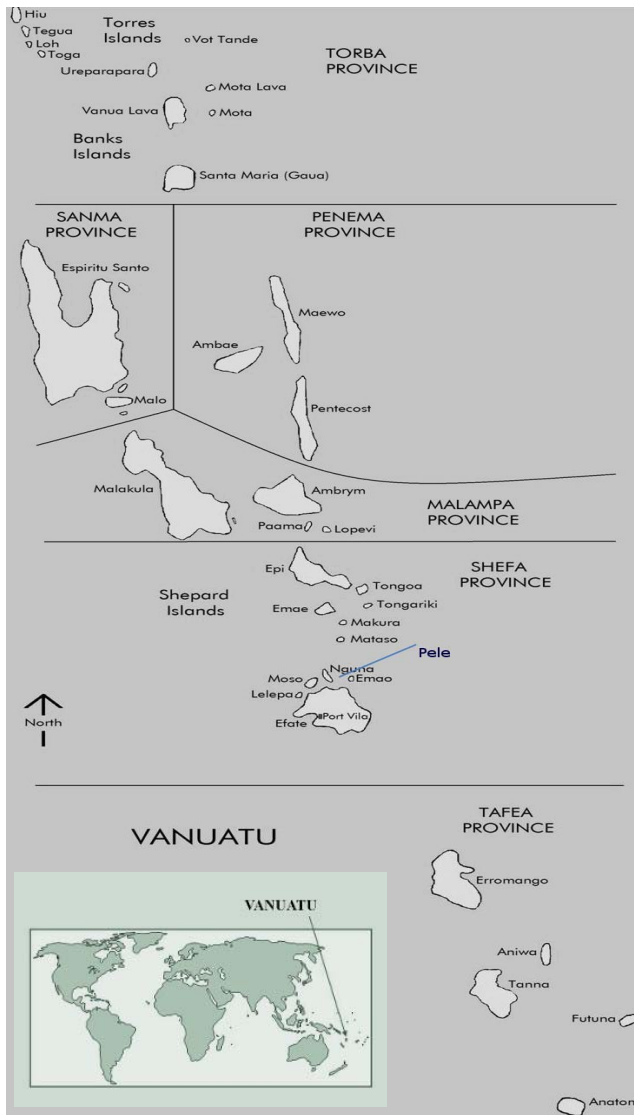 Hiu
Torres
Islands
Tegua
Loh
Toga
Vot Tande
TORBA
PROVINCE
Ureparapara
Mota Lava
Vanua Lava
Mota
Banks
Islands
Santa Maria (Gaua)
SANMA
PROVINCE
PENEMA
PROVINCE
Espiritu Santo
Maewo
Ambae
Malo
Pentecost
Malakula
Ambrym
MALAMPA
PROVINCE
Paama
Lopevi
Epi
SHEFA
PROVINCE
Shepard
Islands
Tongoa
Emae
Tongariki
Makura
Mataso
Pele
Nguna
Moso
Emao
Lelepa
Efate
Port Vila
North
VANUATU
TAFEA
PROVINCE
Erromango
Aniwa
Tanna
Futuna
Anatom
VANUATU